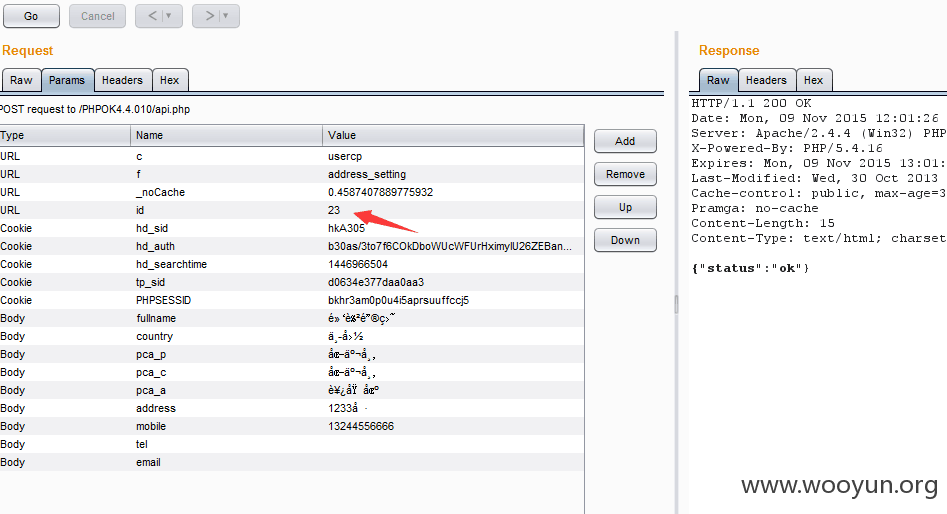 Go Cancel < | ▾ > | ▾
Request
Raw Params Headers Hex
POST request to /PHPOK4.4.010/api.php
Type Name Value
URL c usercp
URL f address_setting
URL _noCache 0.4587407889775932
URL id 23
Cookie hd_sid hkA305
Cookie hd_auth b30as/3to7f6COkDboWUcWFUrHximyIU26ZEBan...
Cookie hd_searchtime 1446966504
Cookie tp_sid d0634e377daa0aa3
Cookie PHPSESSID bkhr3am0p0u4i5aprsuuffccj5
Body fullname
Body country
Body pca_p
Body pca_c
Body pca_a
Body address 1233å
Body mobile 13244556666
Body tel
Body email
Add
Remove
Up
Down
Response
Raw Headers Hex
HTTP/1.1 200 OK
Date: Mon, 09 Nov 2015 12:01:26
Server: Apache/2.4.4 (Win32) PHP
X-Powered-By: PHP/5.4.16
Expires: Mon, 09 Nov 2015 13:01:
Last-Modified: Wed, 30 Oct 2013
Cache-control: public, max-age=3
Pramga: no-cache
Content-Length: 15
Content-Type: text/html; charset
{"status":"ok"}
www.wooyun.org